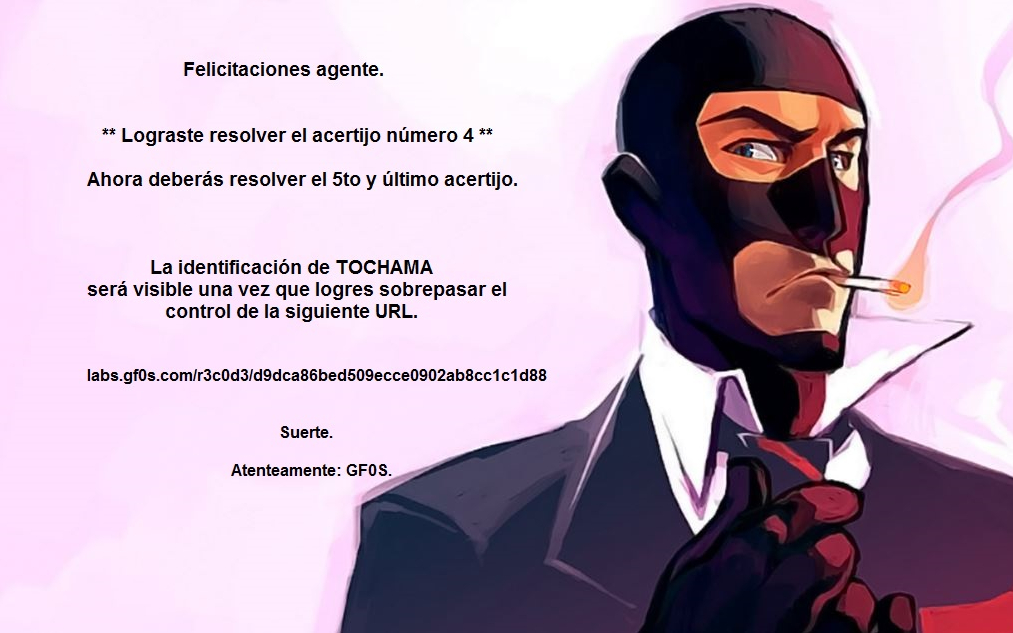 Felicitaciones agente.
** Lograste resolver el acertijo número 4 **
Ahora deberás resolver el 5to y último acertijo.
La identificación de TOCHAMA
será visible una vez que logres sobrepasar el
control de la siguiente URL.
labs.gf0s.com/r3c0d3/d9dca86bed509ecce0902ab8cc1c1d88
Suerte.
Atenteamente: GF0S.